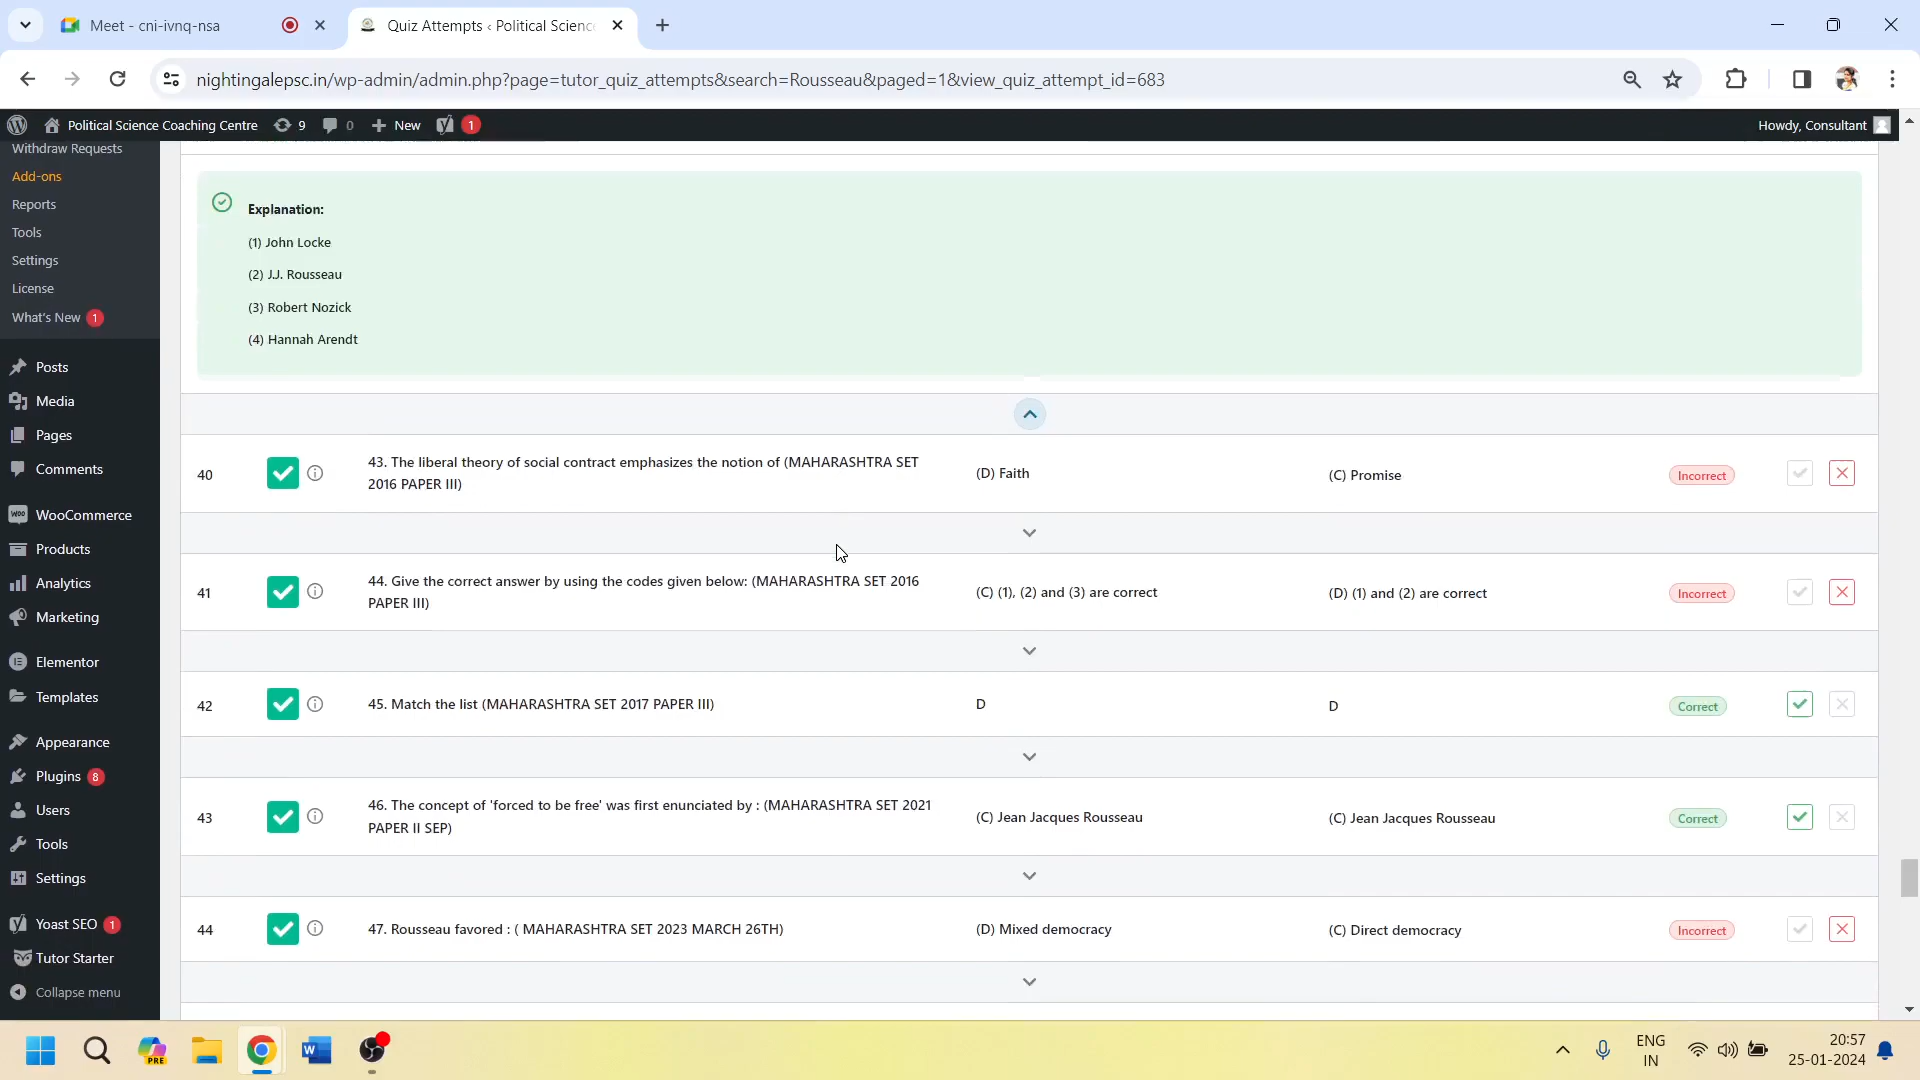 Meet - cni-ivnq-nsa
Quiz Attempts ‹ Political Science
nightingalepsc.in/wp-admin/admin.php?page=tutor_quiz_attempts&search=Rousseau&paged=1&view_quiz_attempt_id=683
Political Science Coaching Centre 9 0 New 1 Howdy, Consultant
Withdraw Requests
Add-ons
Reports
Tools
Settings
License
What's New 1
Posts
Media
Pages
Comments
WooCommerce
Products
Analytics
Marketing
Elementor
Templates
Appearance
Plugins 8
Users
Tools
Settings
Yoast SEO 1
Tutor Starter
Collapse menu
Explanation:
(1) John Locke
(2) J.J. Rousseau
(3) Robert Nozick
(4) Hannah Arendt
40 43. The liberal theory of social contract emphasizes the notion of (MAHARASHTRA SET
2016 PAPER III) (D) Faith (C) Promise Incorrect
41 44. Give the correct answer by using the codes given below: (MAHARASHTRA SET 2016
PAPER III) (C) (1), (2) and (3) are correct (D) (1) and (2) are correct Incorrect
42 45. Match the list (MAHARASHTRA SET 2017 PAPER III) D D Correct
43 46. The concept of 'forced to be free' was first enunciated by : (MAHARASHTRA SET 2021
PAPER II SEP) (C) Jean Jacques Rousseau (C) Jean Jacques Rousseau Correct
44 47. Rousseau favored : ( MAHARASHTRA SET 2023 MARCH 26TH) (D) Mixed democracy (C) Direct democracy Incorrect
PRE
ENG
IN
20:57
25-01-2024